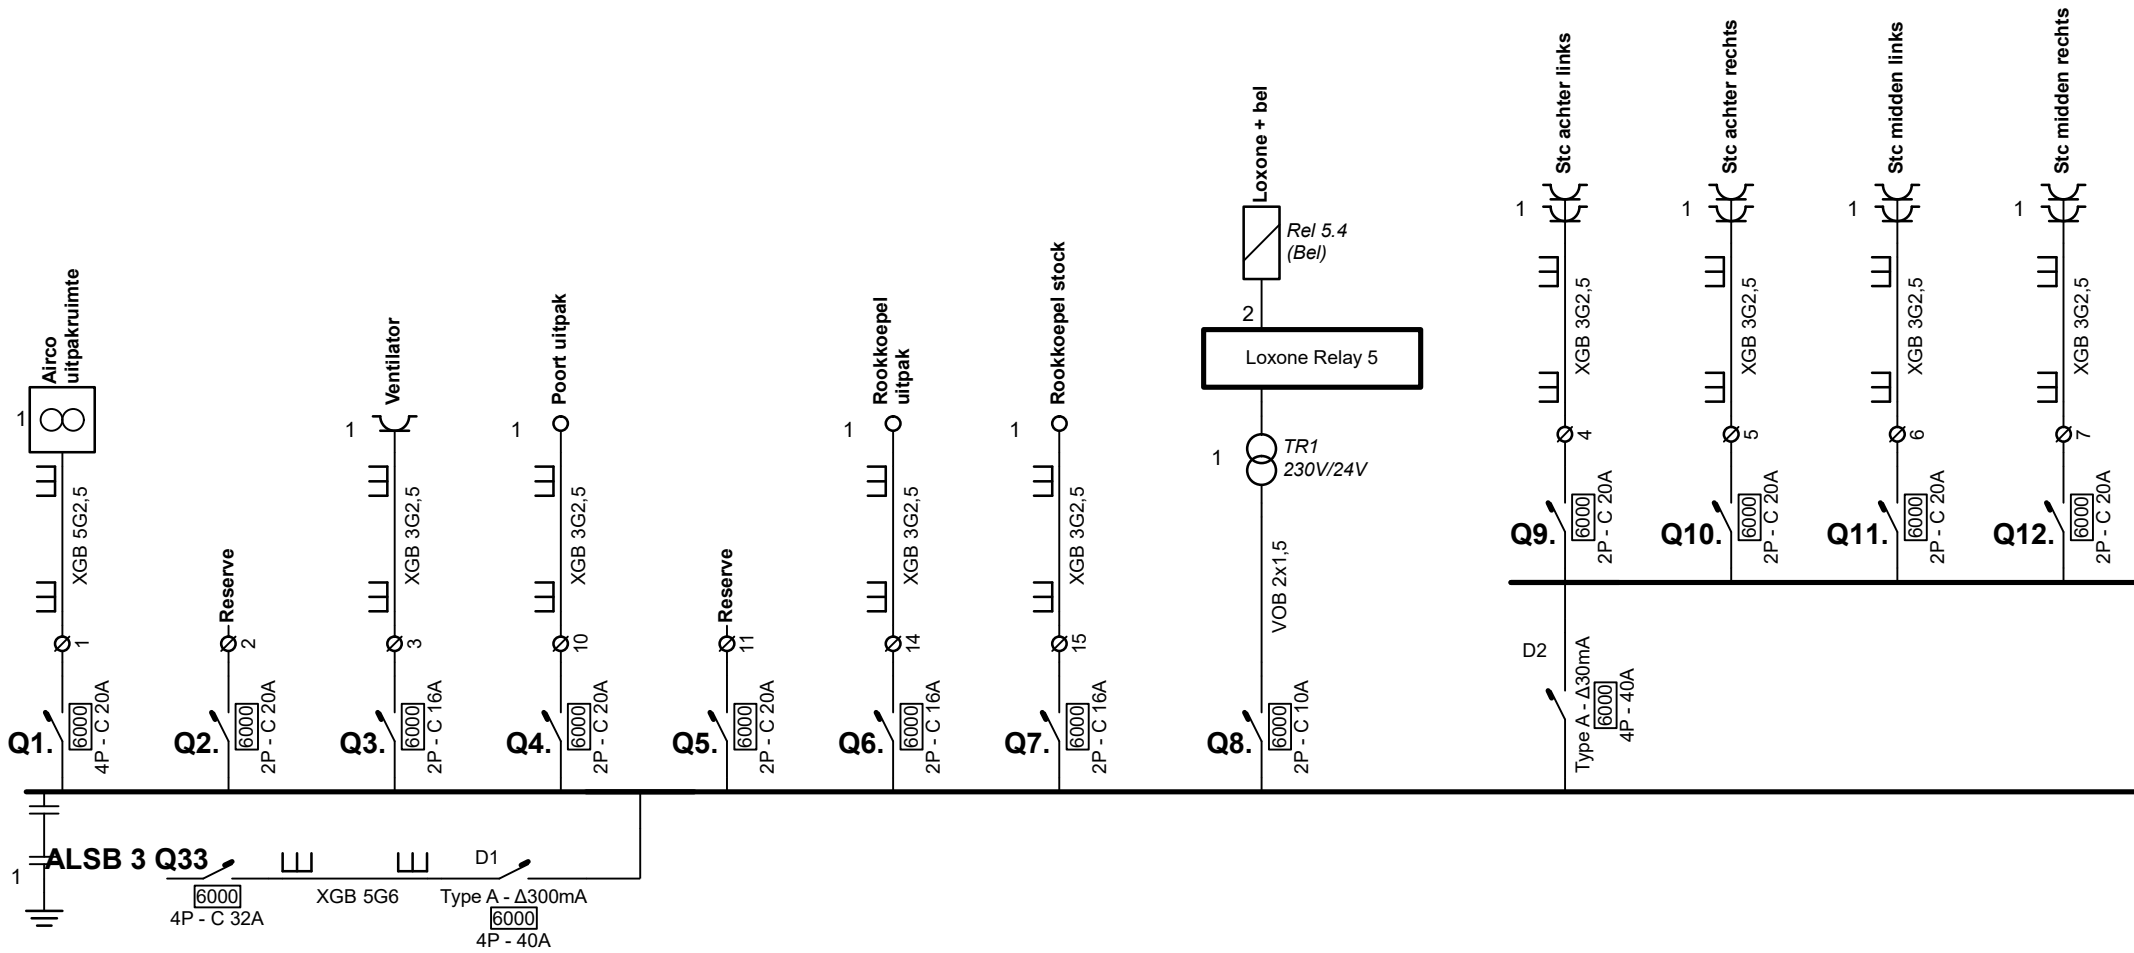 Airco
uitpakruimte
1
XGB 5G2,5
1
Q1.
6000
4P - C 20A
Reserve
2
Q2.
6000
2P - C 20A
Ventilator
1
XGB 3G2,5
3
Q3.
6000
2P - C 16A
Poort uitpak
1
XGB 3G2,5
10
Q4.
6000
2P - C 20A
Reserve
11
Q5.
6000
2P - C 20A
Rookkoepel
uitpak
1
XGB 3G2,5
14
Q6.
6000
2P - C 16A
Rookkoepel stock
1
XGB 3G2,5
15
Q7.
6000
2P - C 16A
Loxone + bel
Rel 5.4
(Bel)
2
Loxone Relay 5
1
TR1
230V/24V
VOB 2x1,5
Q8.
6000
2P - C 10A
Stc achter links
1
XGB 3G2,5
4
Q9.
6000
2P - C 20A
Stc achter rechts
1
XGB 3G2,5
5
Q10.
6000
2P - C 20A
Stc midden links
1
XGB 3G2,5
6
Q11.
6000
2P - C 20A
Stc midden rechts
1
XGB 3G2,5
7
Q12.
6000
2P - C 20A
D2
Type A - Δ30mA
6000
4P - 40A
1
ALSB 3 Q33
6000
4P - C 32A
XGB 5G6
D1
Type A - Δ300mA
6000
4P - 40A